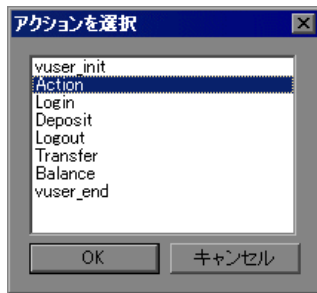 アクションを選択
vuser_init
Action
Login
Deposit
Logout
Transfer
Balance
vuser_end
OK
キャンセル